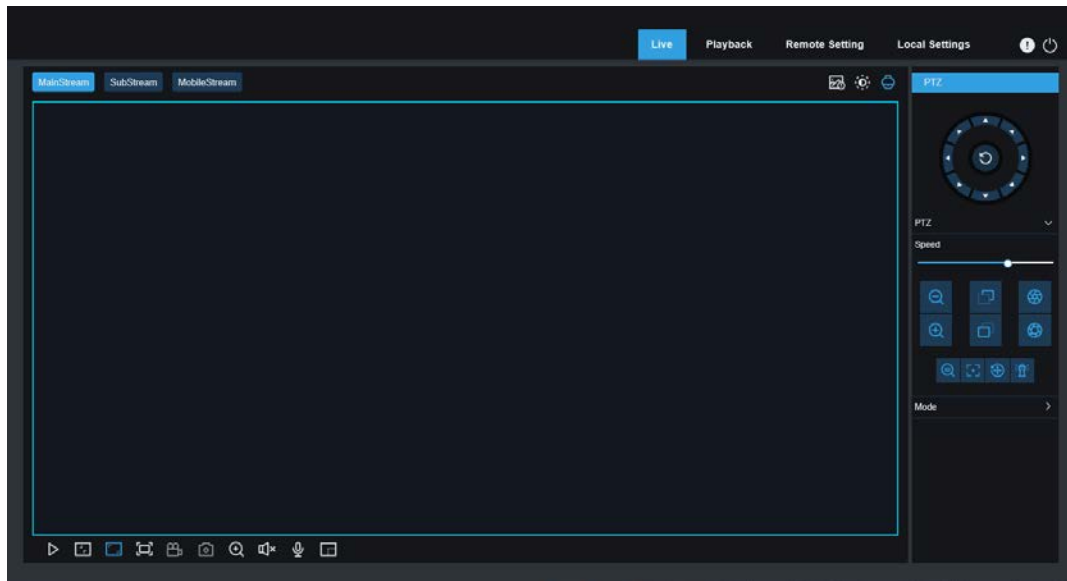 Live Playback Remote Setting Local Settings
MainStream SubStream MobileStream
PTZ
PTZ
Speed
Mode